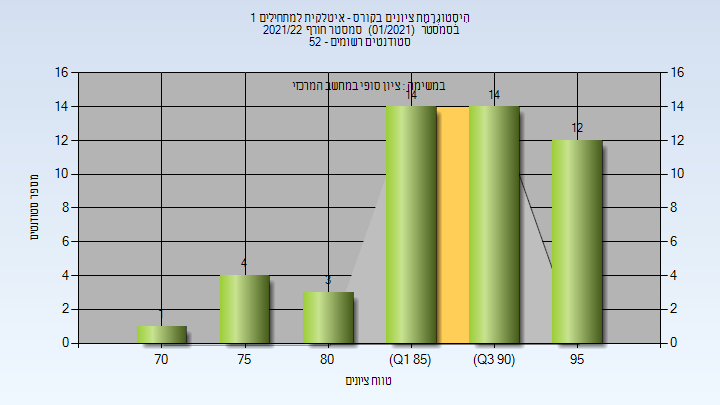 היסטוגרמת ציונים בקורס - איטלקית למתחילים 1
בסמסטר (01/2021) סמסטר חורף 2021/22
סטודנטים רשומים - 52
במשימה : ציון סופי במחשב המרכזי
16 16
14 14
12 12
10 10
8 8
6 6
4 4
2 2
0 0
1 4 3 14 14 12
מספר סטודנטים
70 75 80 (Q1 85) (Q3 90) 95
טווח ציונים